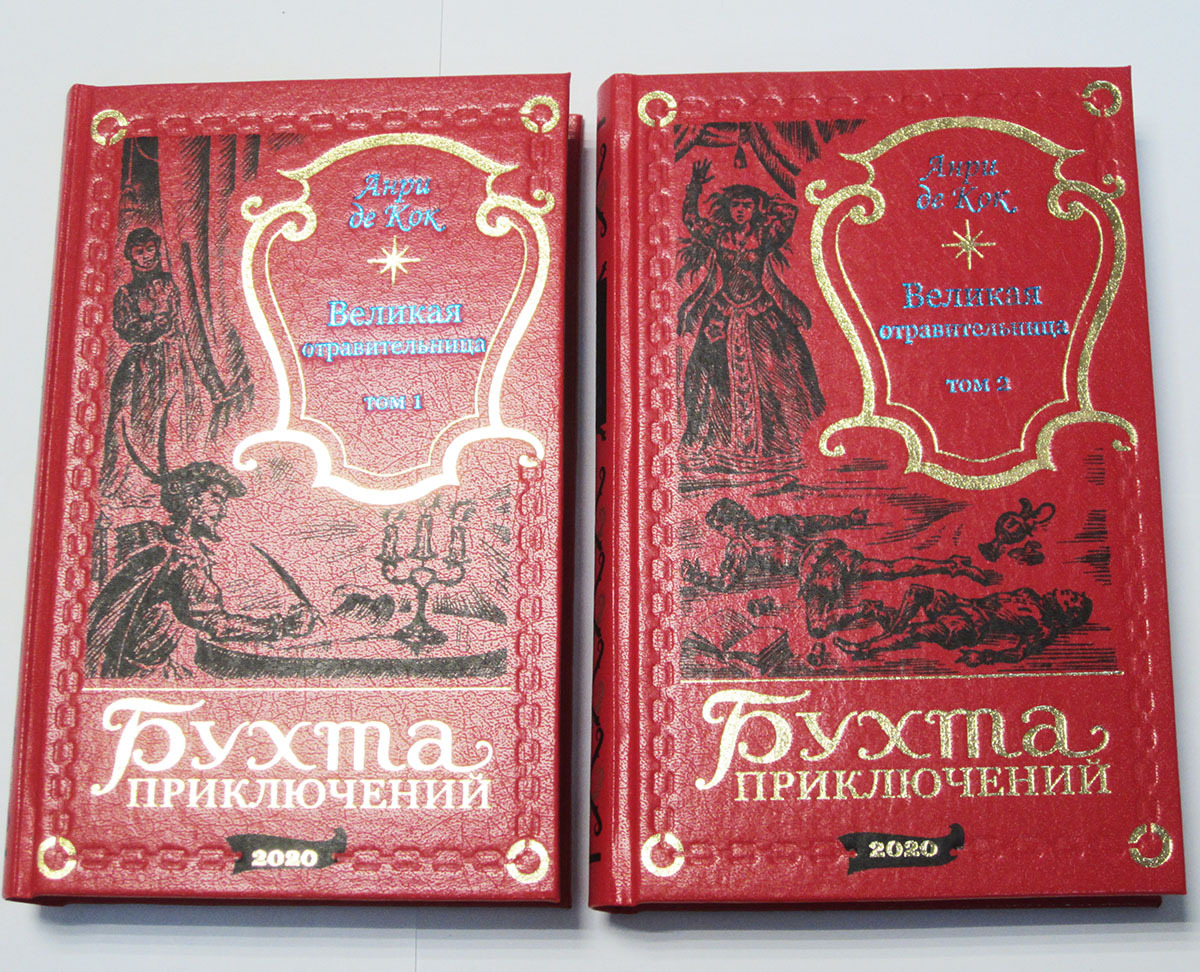 Анри
де Кок
Великая
отравительница
том 1
Бухта
ПРИКЛЮЧЕНИЙ
2020
Анри
де Кок
Великая
отравительница
том 2
Бухта
ПРИКЛЮЧЕНИЙ
2020